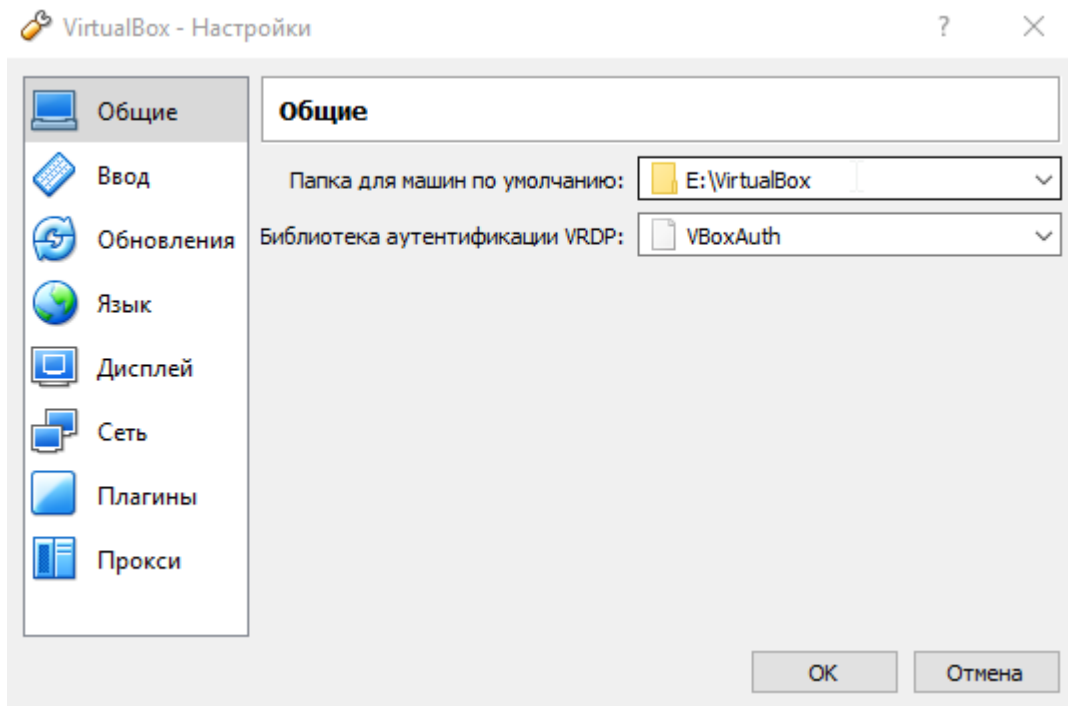 VirtualBox - Настройки
Общие
Ввод
Обновления
Язык
Дисплей
Сеть
Плагины
Прокси
Общие
Папка для машин по умолчанию: E:\VirtualBox
Библиотека аутентификации VRDP: VBoxAuth
OK Отмена